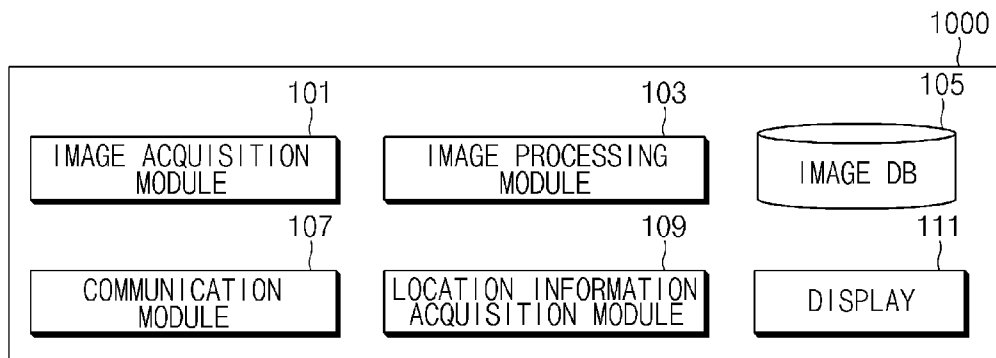 1000
101
103
105
IMAGE ACQUISITION
MODULE
IMAGE PROCESSING
MODULE
IMAGE DB
107
109
111
COMMUNICATION
MODULE
LOCATION INFORMATION
ACQUISITION MODULE
DISPLAY